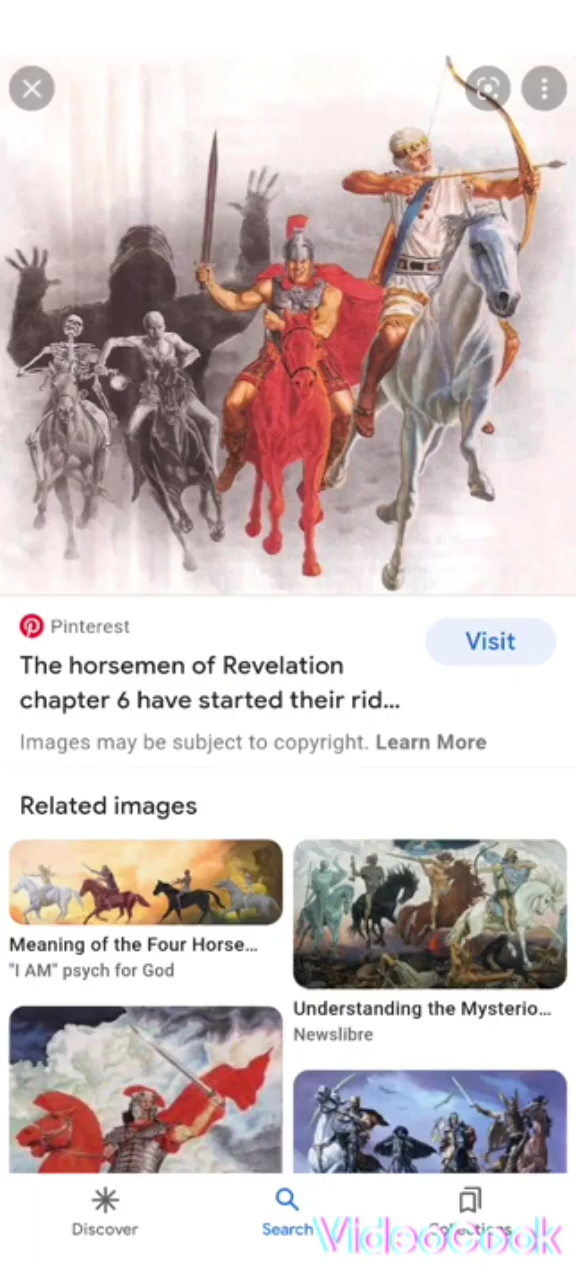 Pinterest
Visit
The horsemen of Revelation
chapter 6 have started their rid...
Images may be subject to copyright. Learn More
Related images
Meaning of the Four Horse...
"I AM" psych for God
Understanding the Mysterio...
Newslibre
Discover
Search
Collections
VideoCook